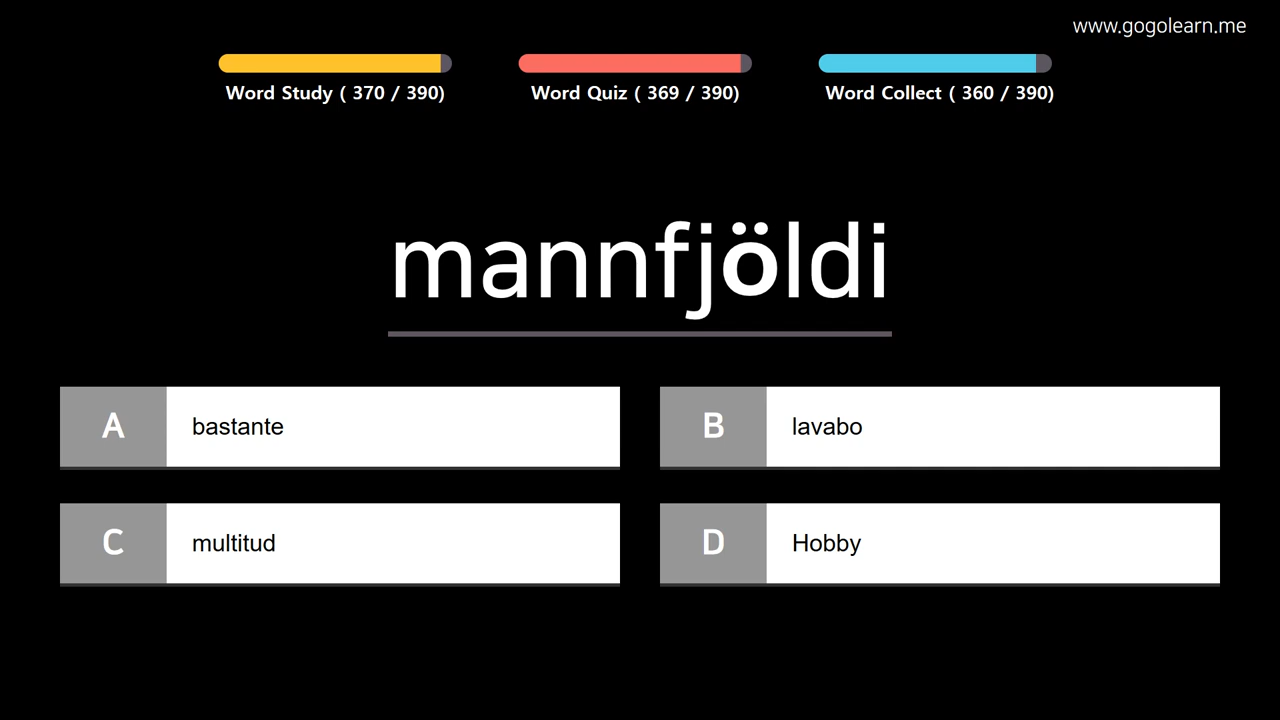 www.gogolearn.me
Word Study ( 370 / 390)
Word Quiz ( 369 / 390)
Word Collect ( 360 / 390)
mannfjöldi
A bastante
B lavabo
C multitud
D Hobby